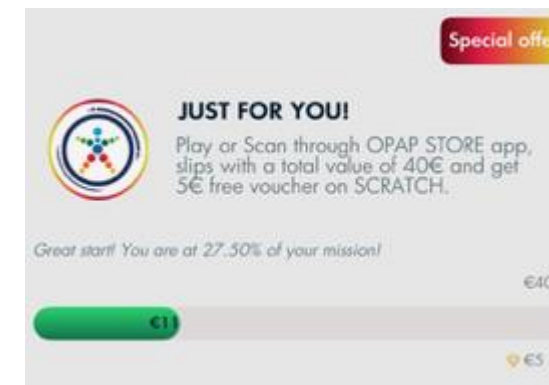 Special offe
JUST FOR YOU!
Play or Scan through OPAP STORE app,
slips with a total value of 40€ and get
5€ free voucher on SCRATCH.
Great start! You are at 27.50% of your mission!
€40
€11
€5